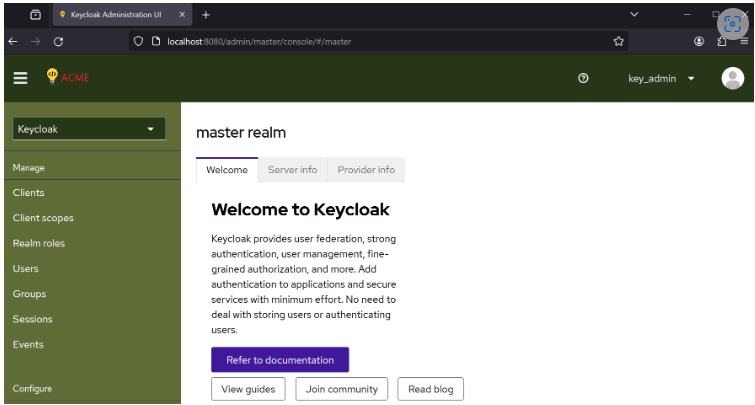 Keycloak Administration UI
localhost:8080/admin/master/console/#/master
ACME
key_admin
Keycloak
master realm
Manage
Welcome
Server info
Provider info
Clients
Client scopes
Realm roles
Users
Groups
Sessions
Events
Configure
Welcome to Keycloak
Keycloak provides user federation, strong
authentication, user management, fine-
grained authorization, and more. Add
authentication to applications and secure
services with minimum effort. No need to
deal with storing users or authenticating
users.
Refer to documentation
View guides
Join community
Read blog